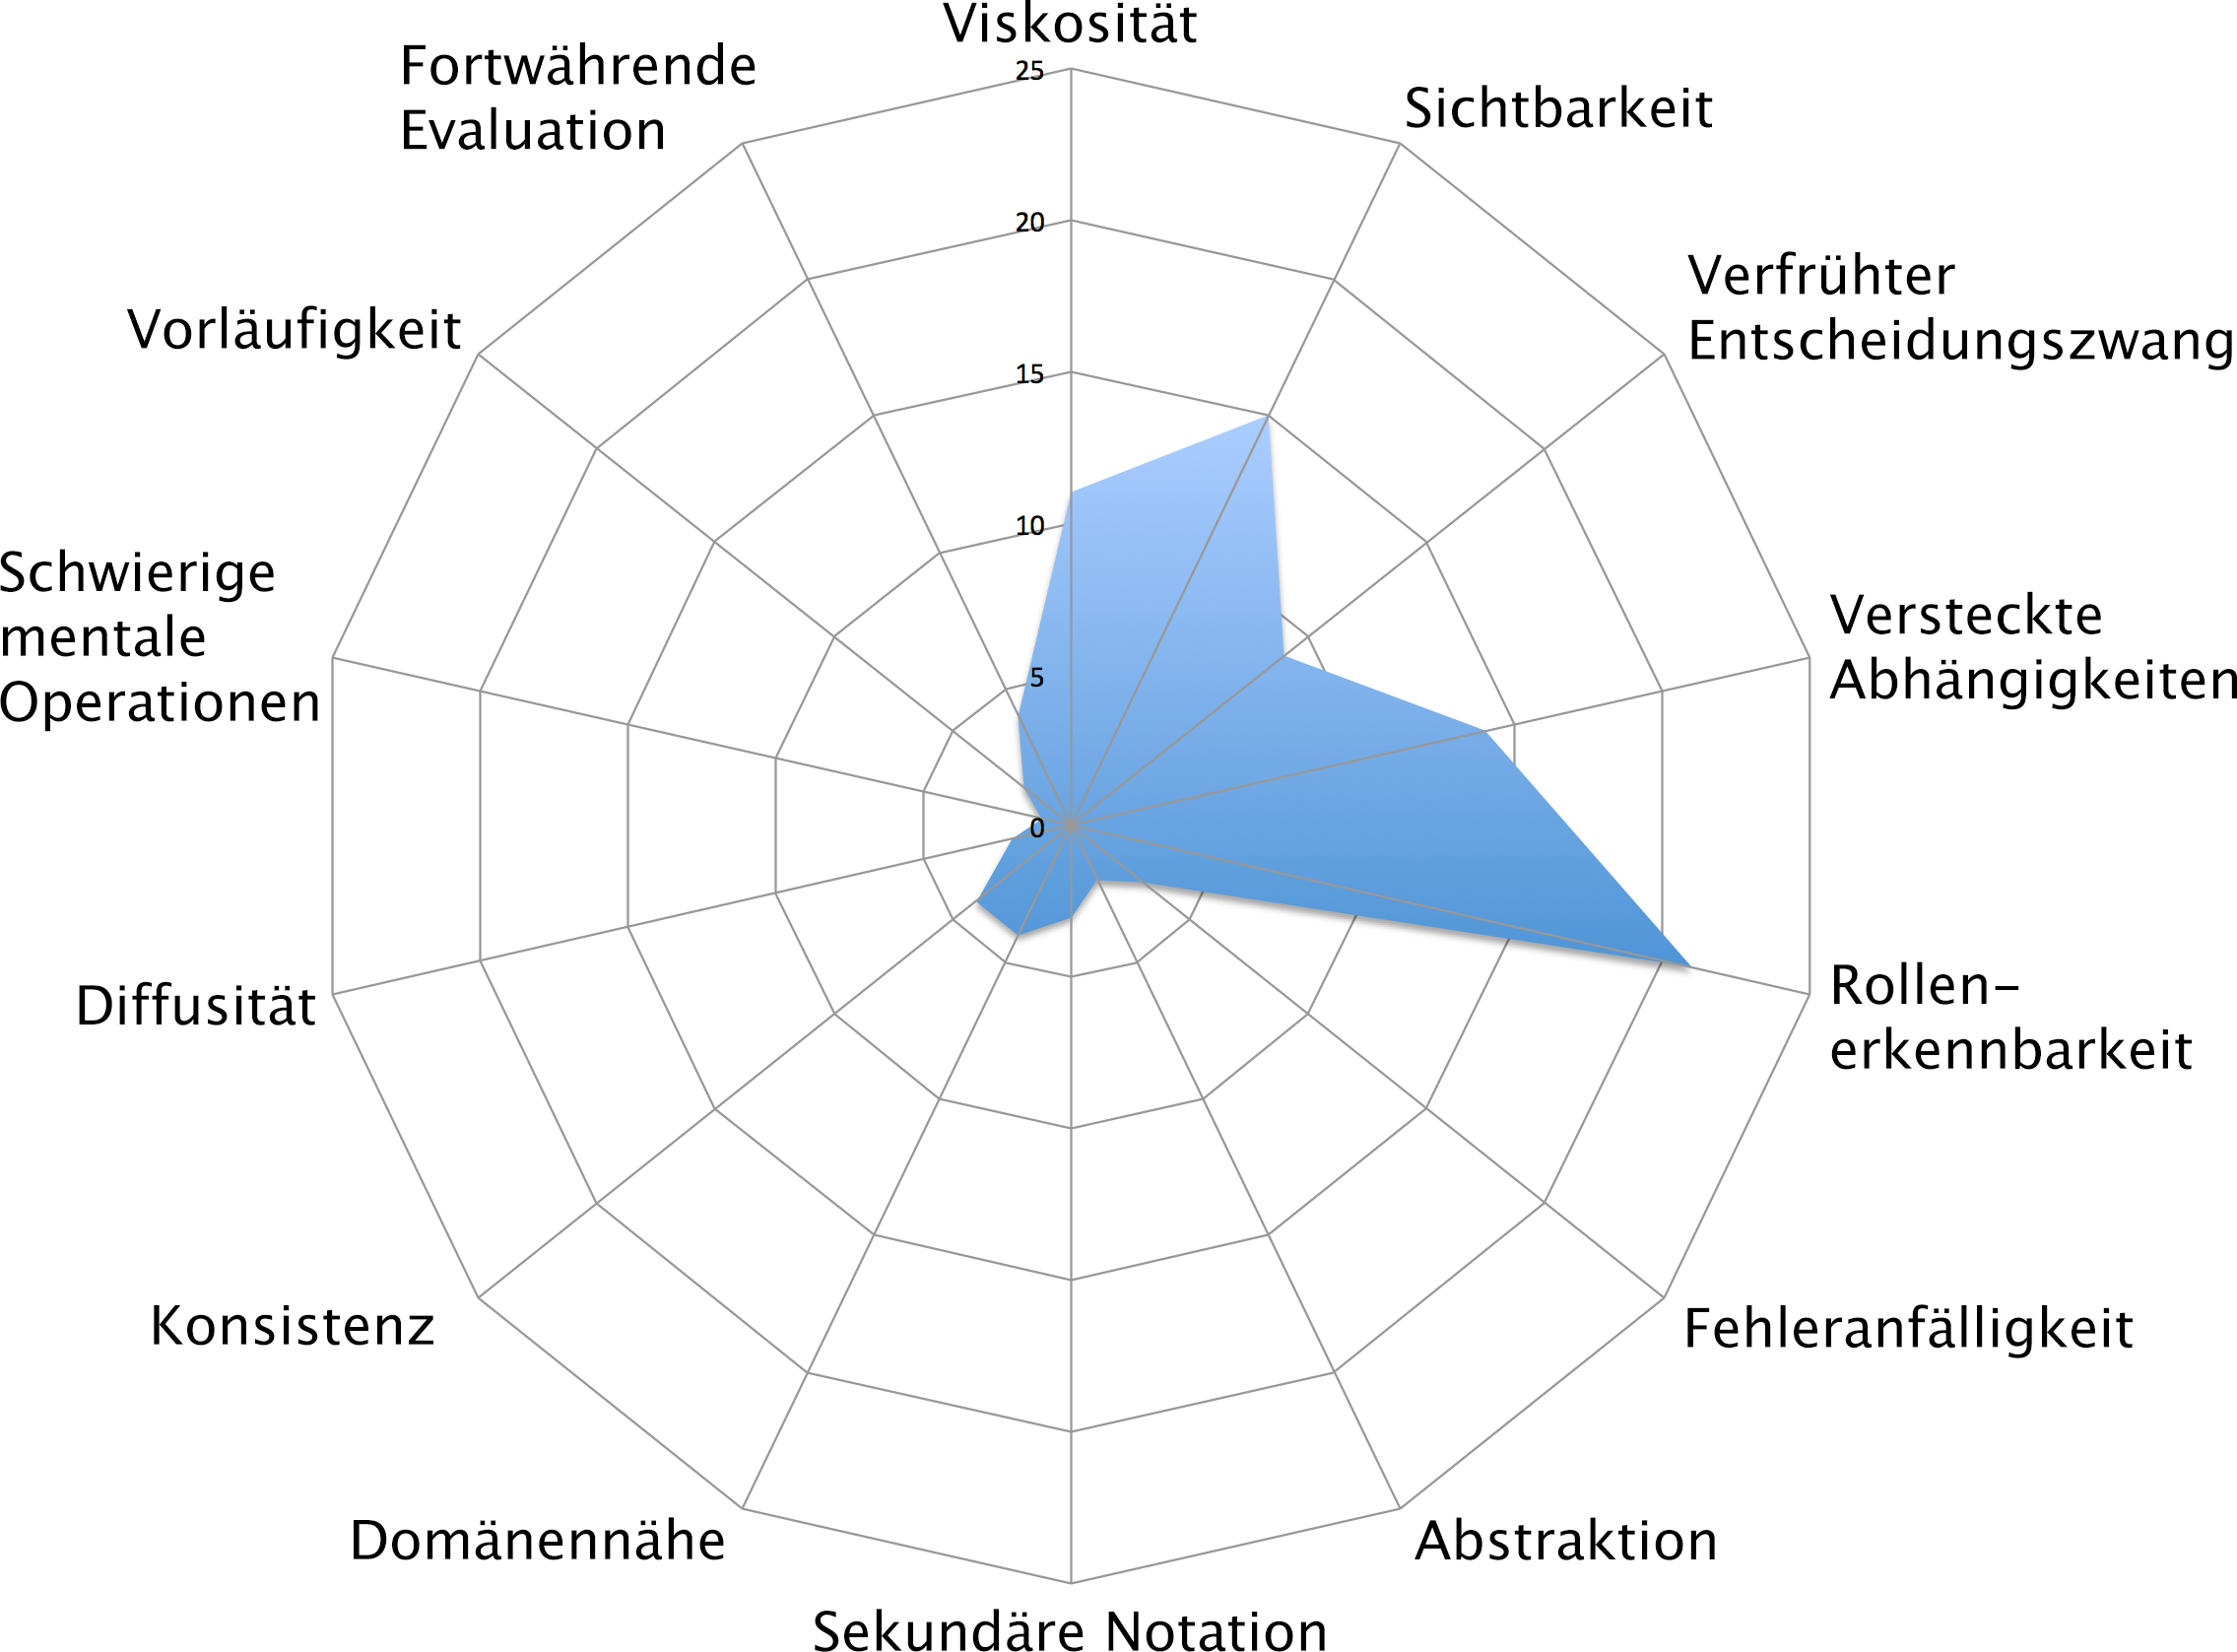 Viskosität
Sichtbarkeit
Verfrühter
Entscheidungszwang
Versteckte
Abhängigkeiten
Rollen-
erkennbarkeit
Fehleranfälligkeit
Abstraktion
Sekundäre Notation
Domänennähe
Konsistenz
Diffusität
Schwierige
mentale
Operationen
Vorläufigkeit
Fortwährende
Evaluation
25
20
15
10
5
0